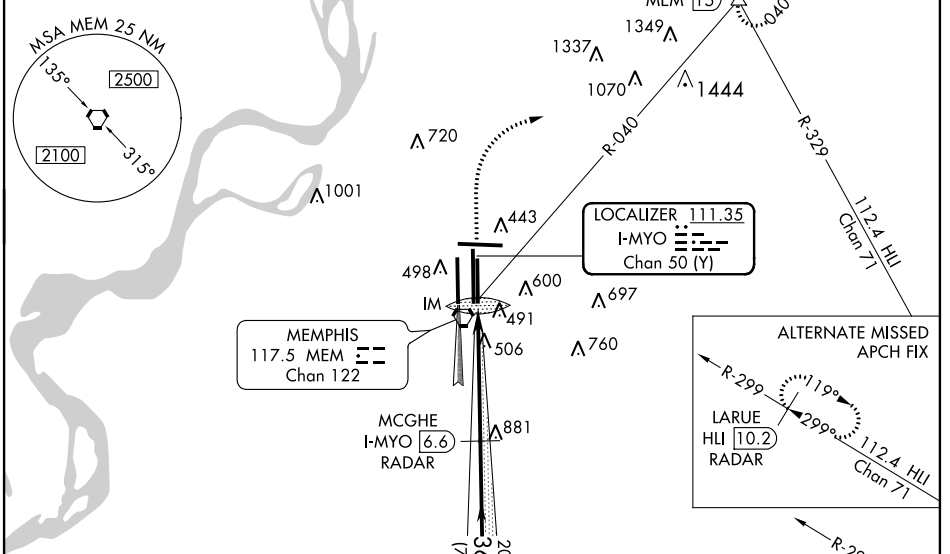 MSA MEM 25 NM
135°
2500
2100
315°
MEM 15
040
1349
1337
1070
1444
720
1001
R-040
R-329
112.4 HLI
Chan 71
443
LOCALIZER 111.35
I-MYO
Chan 50 (Y)
498
600
697
IM
491
506
760
MEMPHIS
117.5 MEM
Chan 122
MCGHE
I-MYO 6.6
RADAR
881
ALTERNATE MISSED
APCH FIX
R-299
119°
299°
LARUE
HLI 10.2
RADAR
112.4 HLI
Chan 71